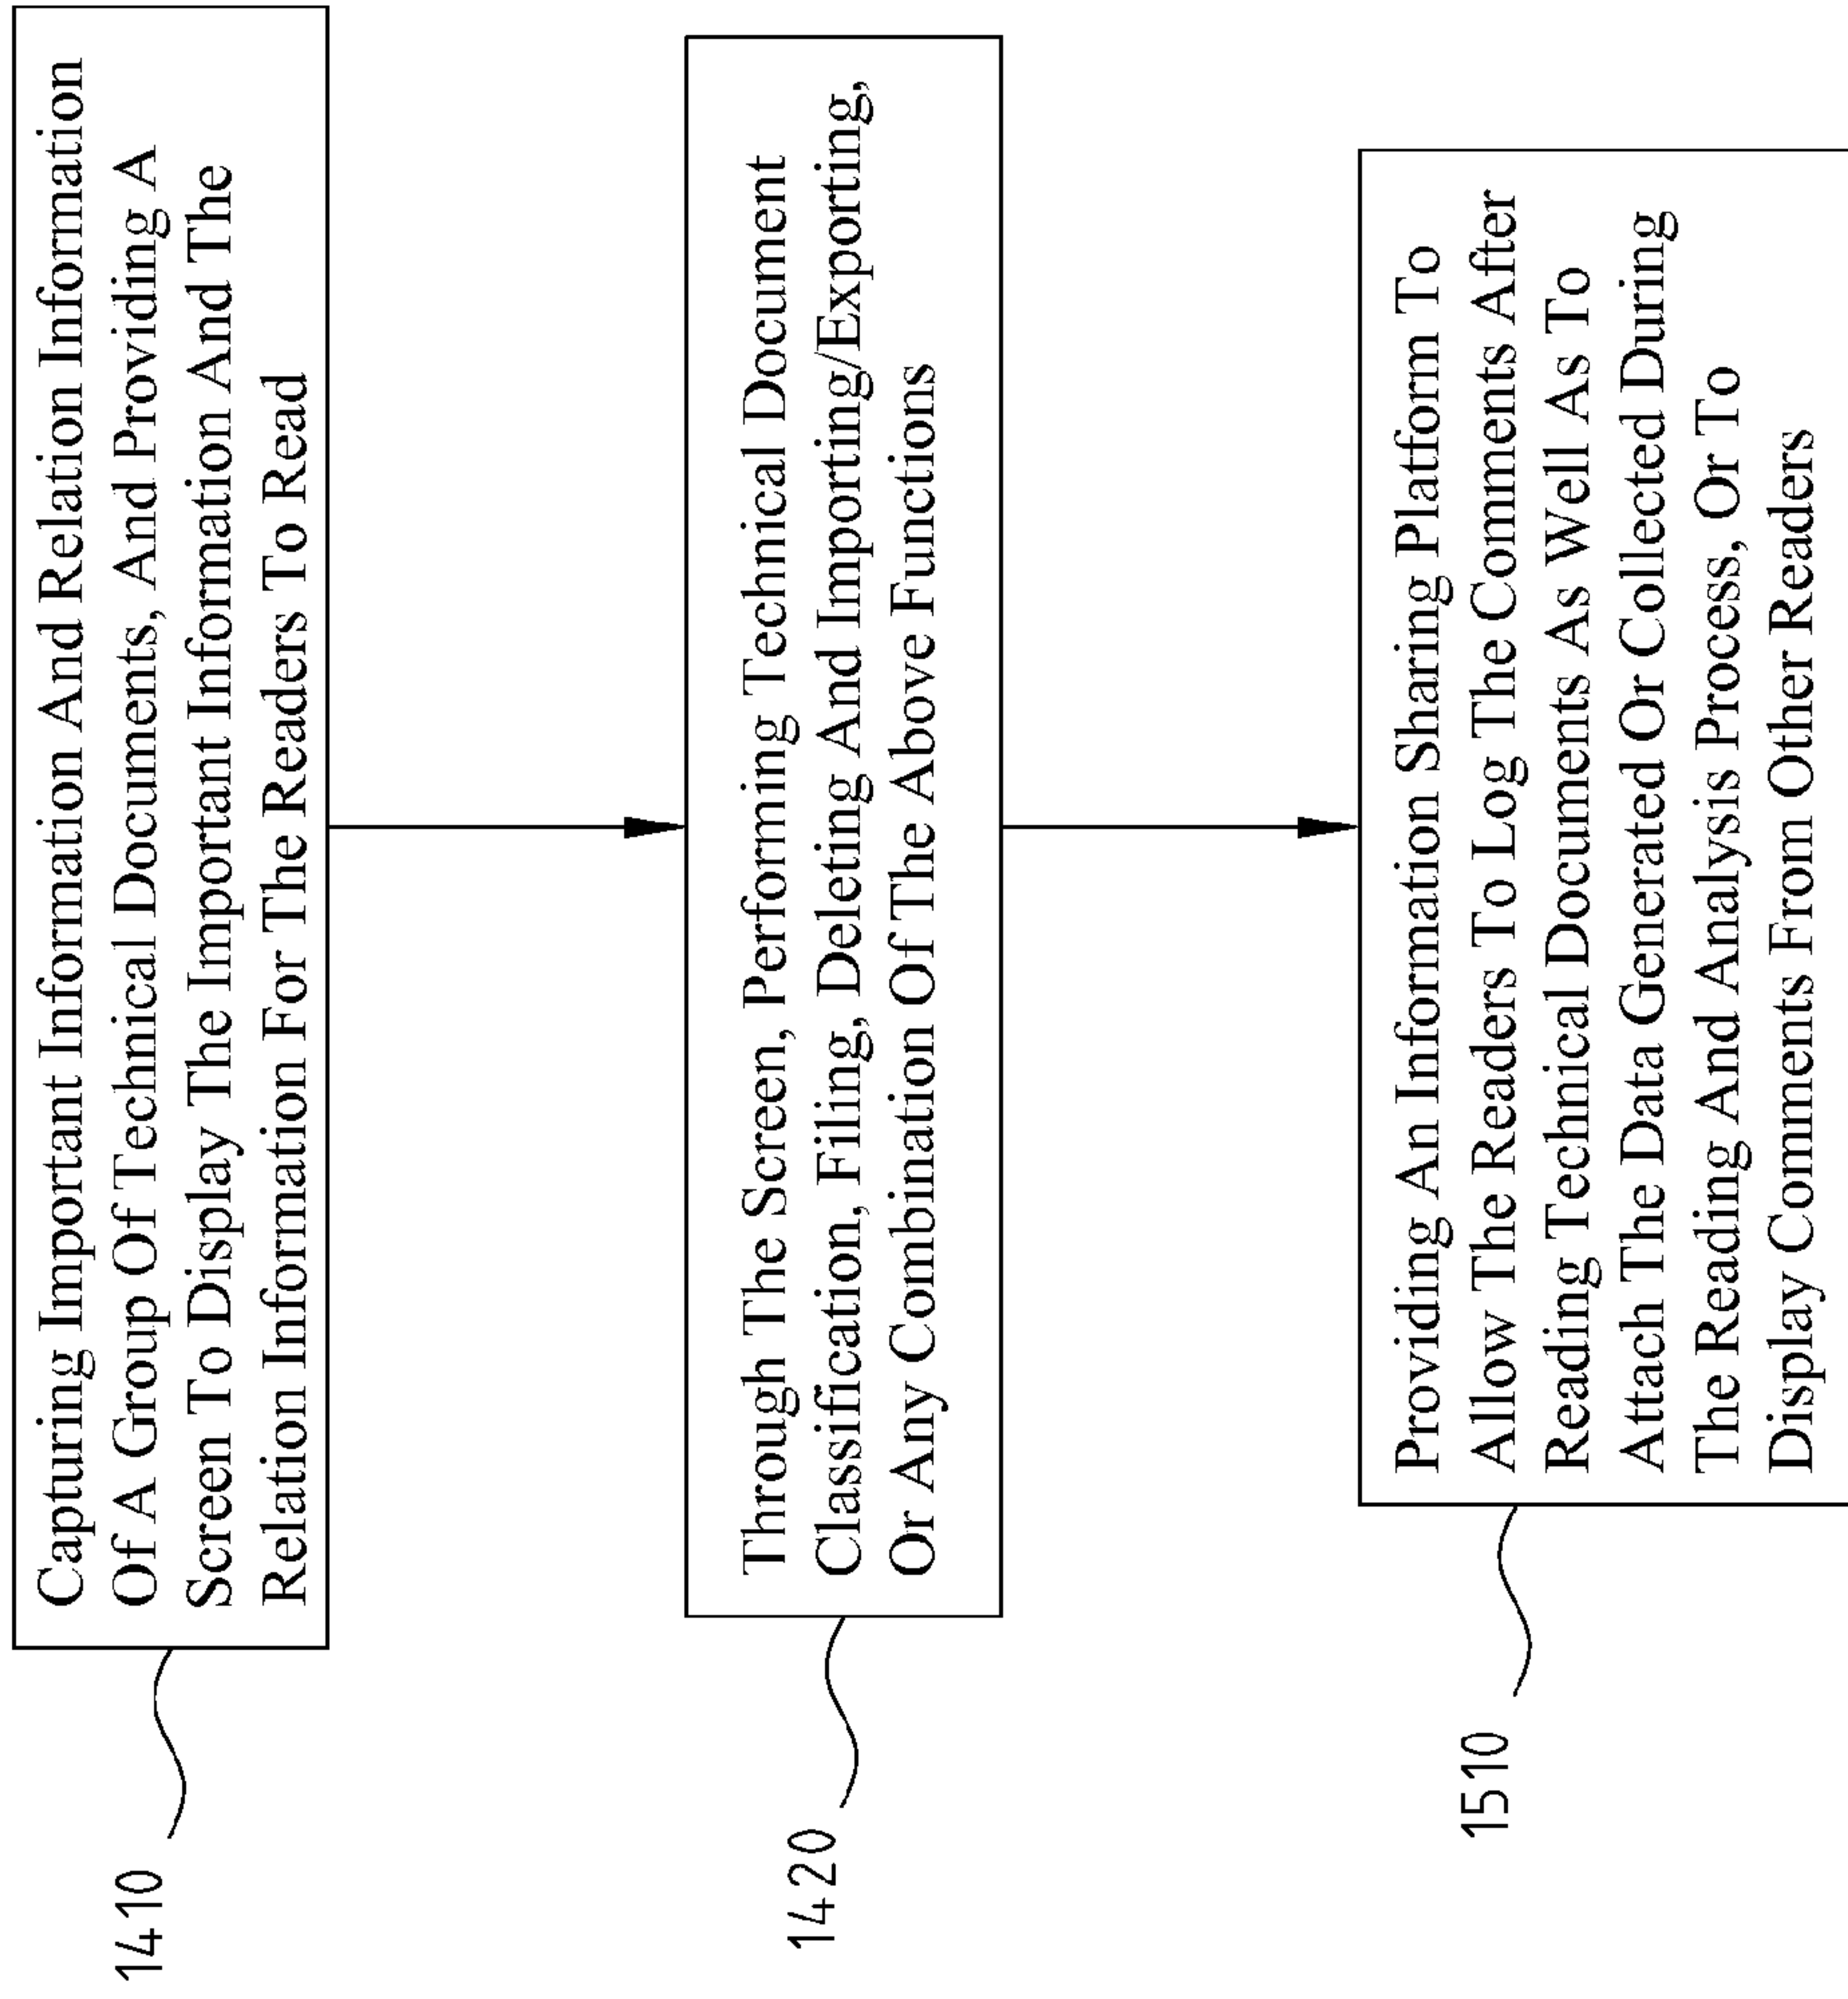 Capturing Important Information And Relation Information
Of A Group Of Technical Documents, And Providing A
Screen To Display The Important Information And The
Relation Information For The Readers To Read
1410
Through The Screen, Performing Technical Document
Classification, Filing, Deleting And Importing/Exporting,
Or Any Combination Of The Above Functions
1420
Providing An Information Sharing Platform To
Allow The Readers To Log The Comments After
Reading Technical Documents As Well As To
Attach The Data Generated Or Collected During
The Reading And Analysis Process, Or To
Display Comments From Other Readers
1510